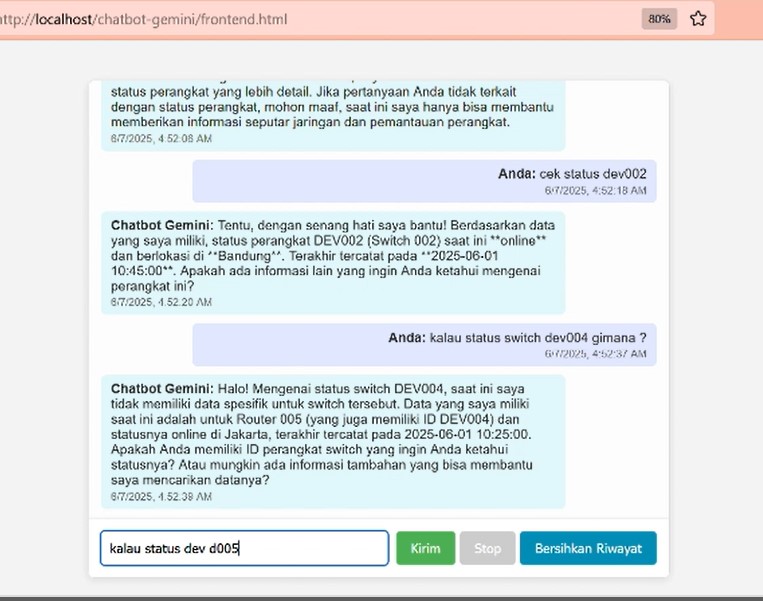 http://localhost/chatbot-gemini/frontend.html
80%
status perangkat yang lebih detail. Jika pertanyaan Anda tidak terkait
dengan status perangkat, mohon maaf, saat ini saya hanya bisa membantu
memberikan informasi seputar jaringan dan pemantauan perangkat.
6/7/2025, 4:52:06 AM
Anda: cek status dev002
6/7/2025, 4:52:18 AM
Chatbot Gemini: Tentu, dengan senang hati saya bantu! Berdasarkan data
yang saya miliki, status perangkat DEV002 (Switch 002) saat ini **online**
dan berlokasi di **Bandung**. Terakhir tercatat pada **2025-06-01
10:45:00**. Apakah ada informasi lain yang ingin Anda ketahui mengenai
perangkat ini?
6/7/2025, 4:52:20 AM
Anda: kalau status switch dev004 gimana ?
6/7/2025, 4:52:37 AM
Chatbot Gemini: Halo! Mengenai status switch DEV004, saat ini saya
tidak memiliki data spesifik untuk switch tersebut. Data yang saya miliki
saat ini adalah untuk Router 005 (yang juga memiliki ID DEV004) dan
statusnya online di Jakarta, terakhir tercatat pada 2025-06-01 10:25:00.
Apakah Anda memiliki ID perangkat switch yang ingin Anda ketahui
statusnya? Atau mungkin ada informasi tambahan yang bisa membantu
saya mencarikan datanya?
6/7/2025, 4:52:39 AM
kalau status dev d005
Kirim
Stop
Bersihkan Riwayat